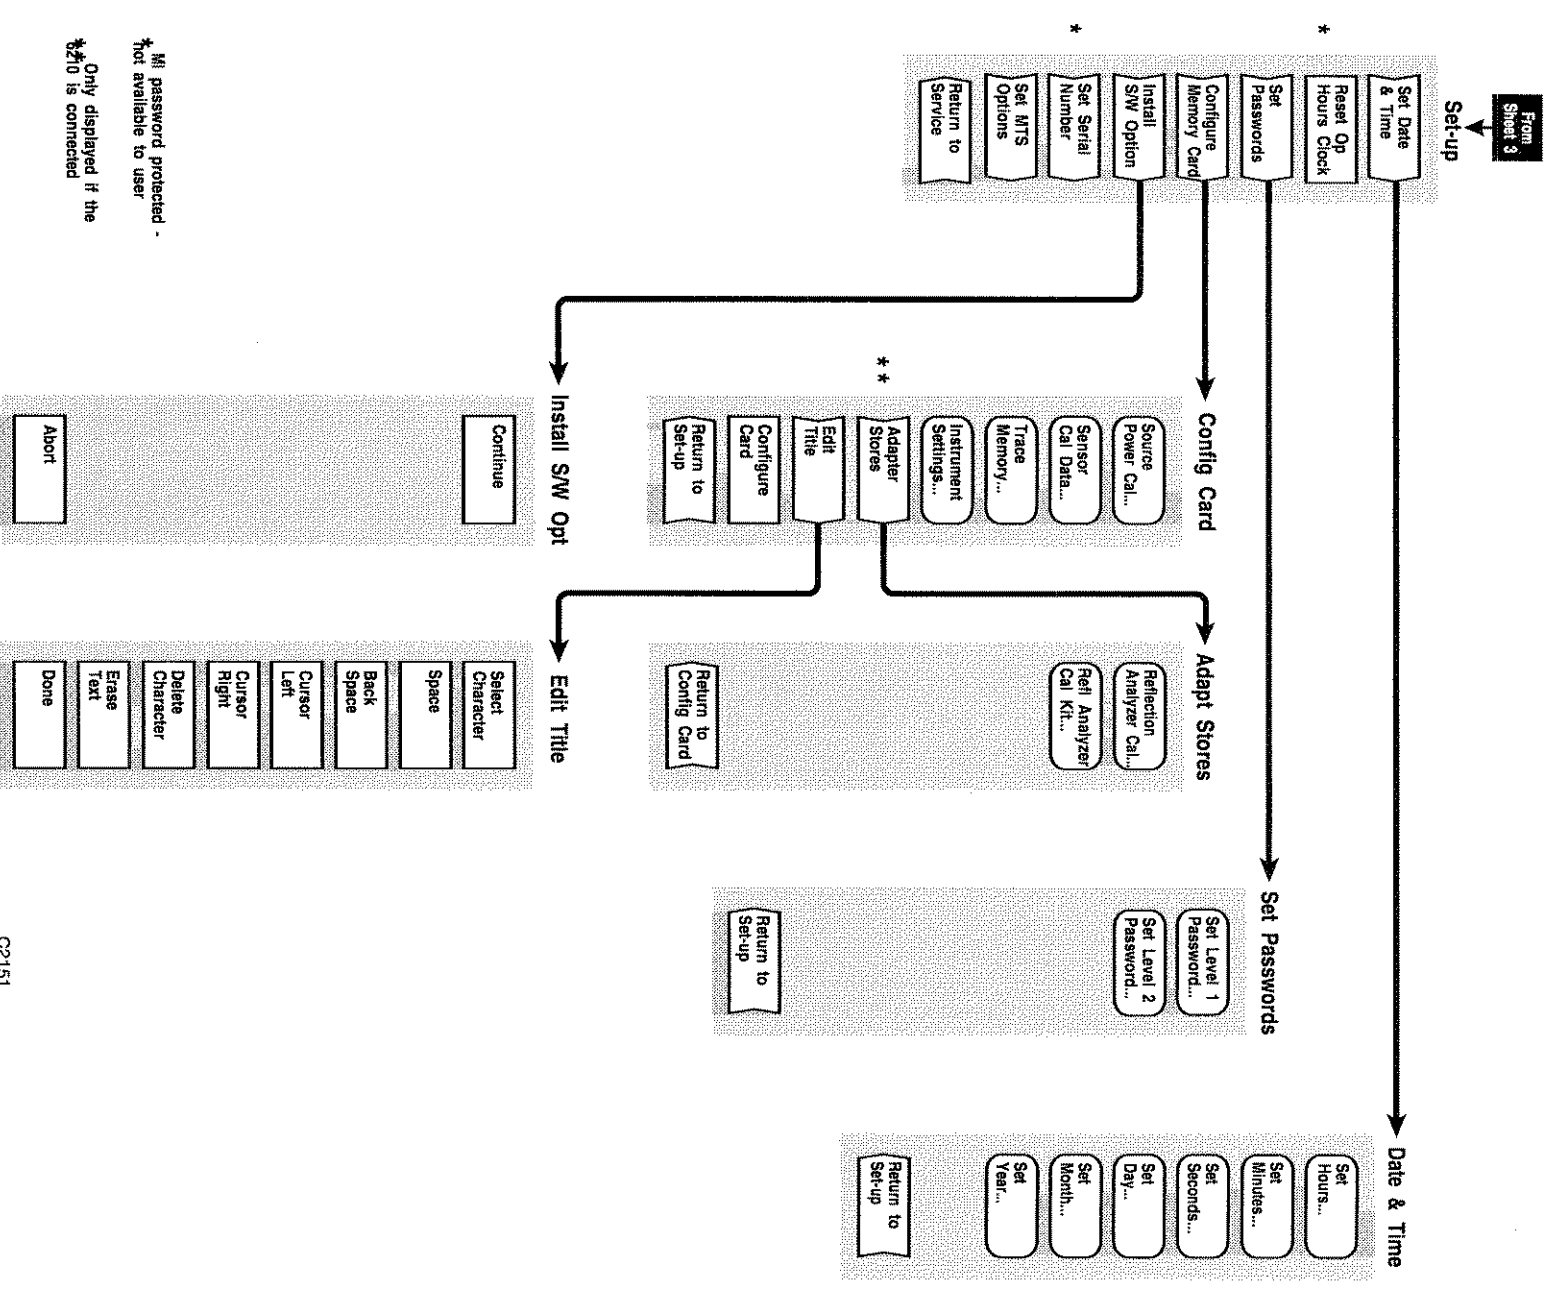 From
Sheet 3
Set-up
Set Date
& Time
*
Reset Op
Hours Clock
Set
Passwords
Configure
Memory Card
Install
S/W Option
*
Set Serial
Number
Set MTS
Options
Return to
Service
Config Card
Source
Power Cal...
Sensor
Cal Data...
Trace
Memory...
Instrument
Settings...
**
Adapter
Stores
Edit
Title
Configure
Card
Return to
Set-up
Install S/W Opt
Continue
Abort
Adapt Stores
Reflection
Analyzer Cal...
Refl Analyzer
Cal Kit...
Return to
Config Card
Edit Title
Select
Character
Space
Back
Space
Cursor
Left
Cursor
Right
Delete
Character
Erase
Text
Done
Set Passwords
Set Level 1
Password...
Set Level 2
Password...
Return to
Set-up
Date & Time
Set
Hours...
Set
Minutes...
Set
Seconds...
Set
Day...
Set
Month...
Set
Year...
Return to
Set-up
* MI password protected -
not available to user
** Only displayed if the
6210 is connected
C2151